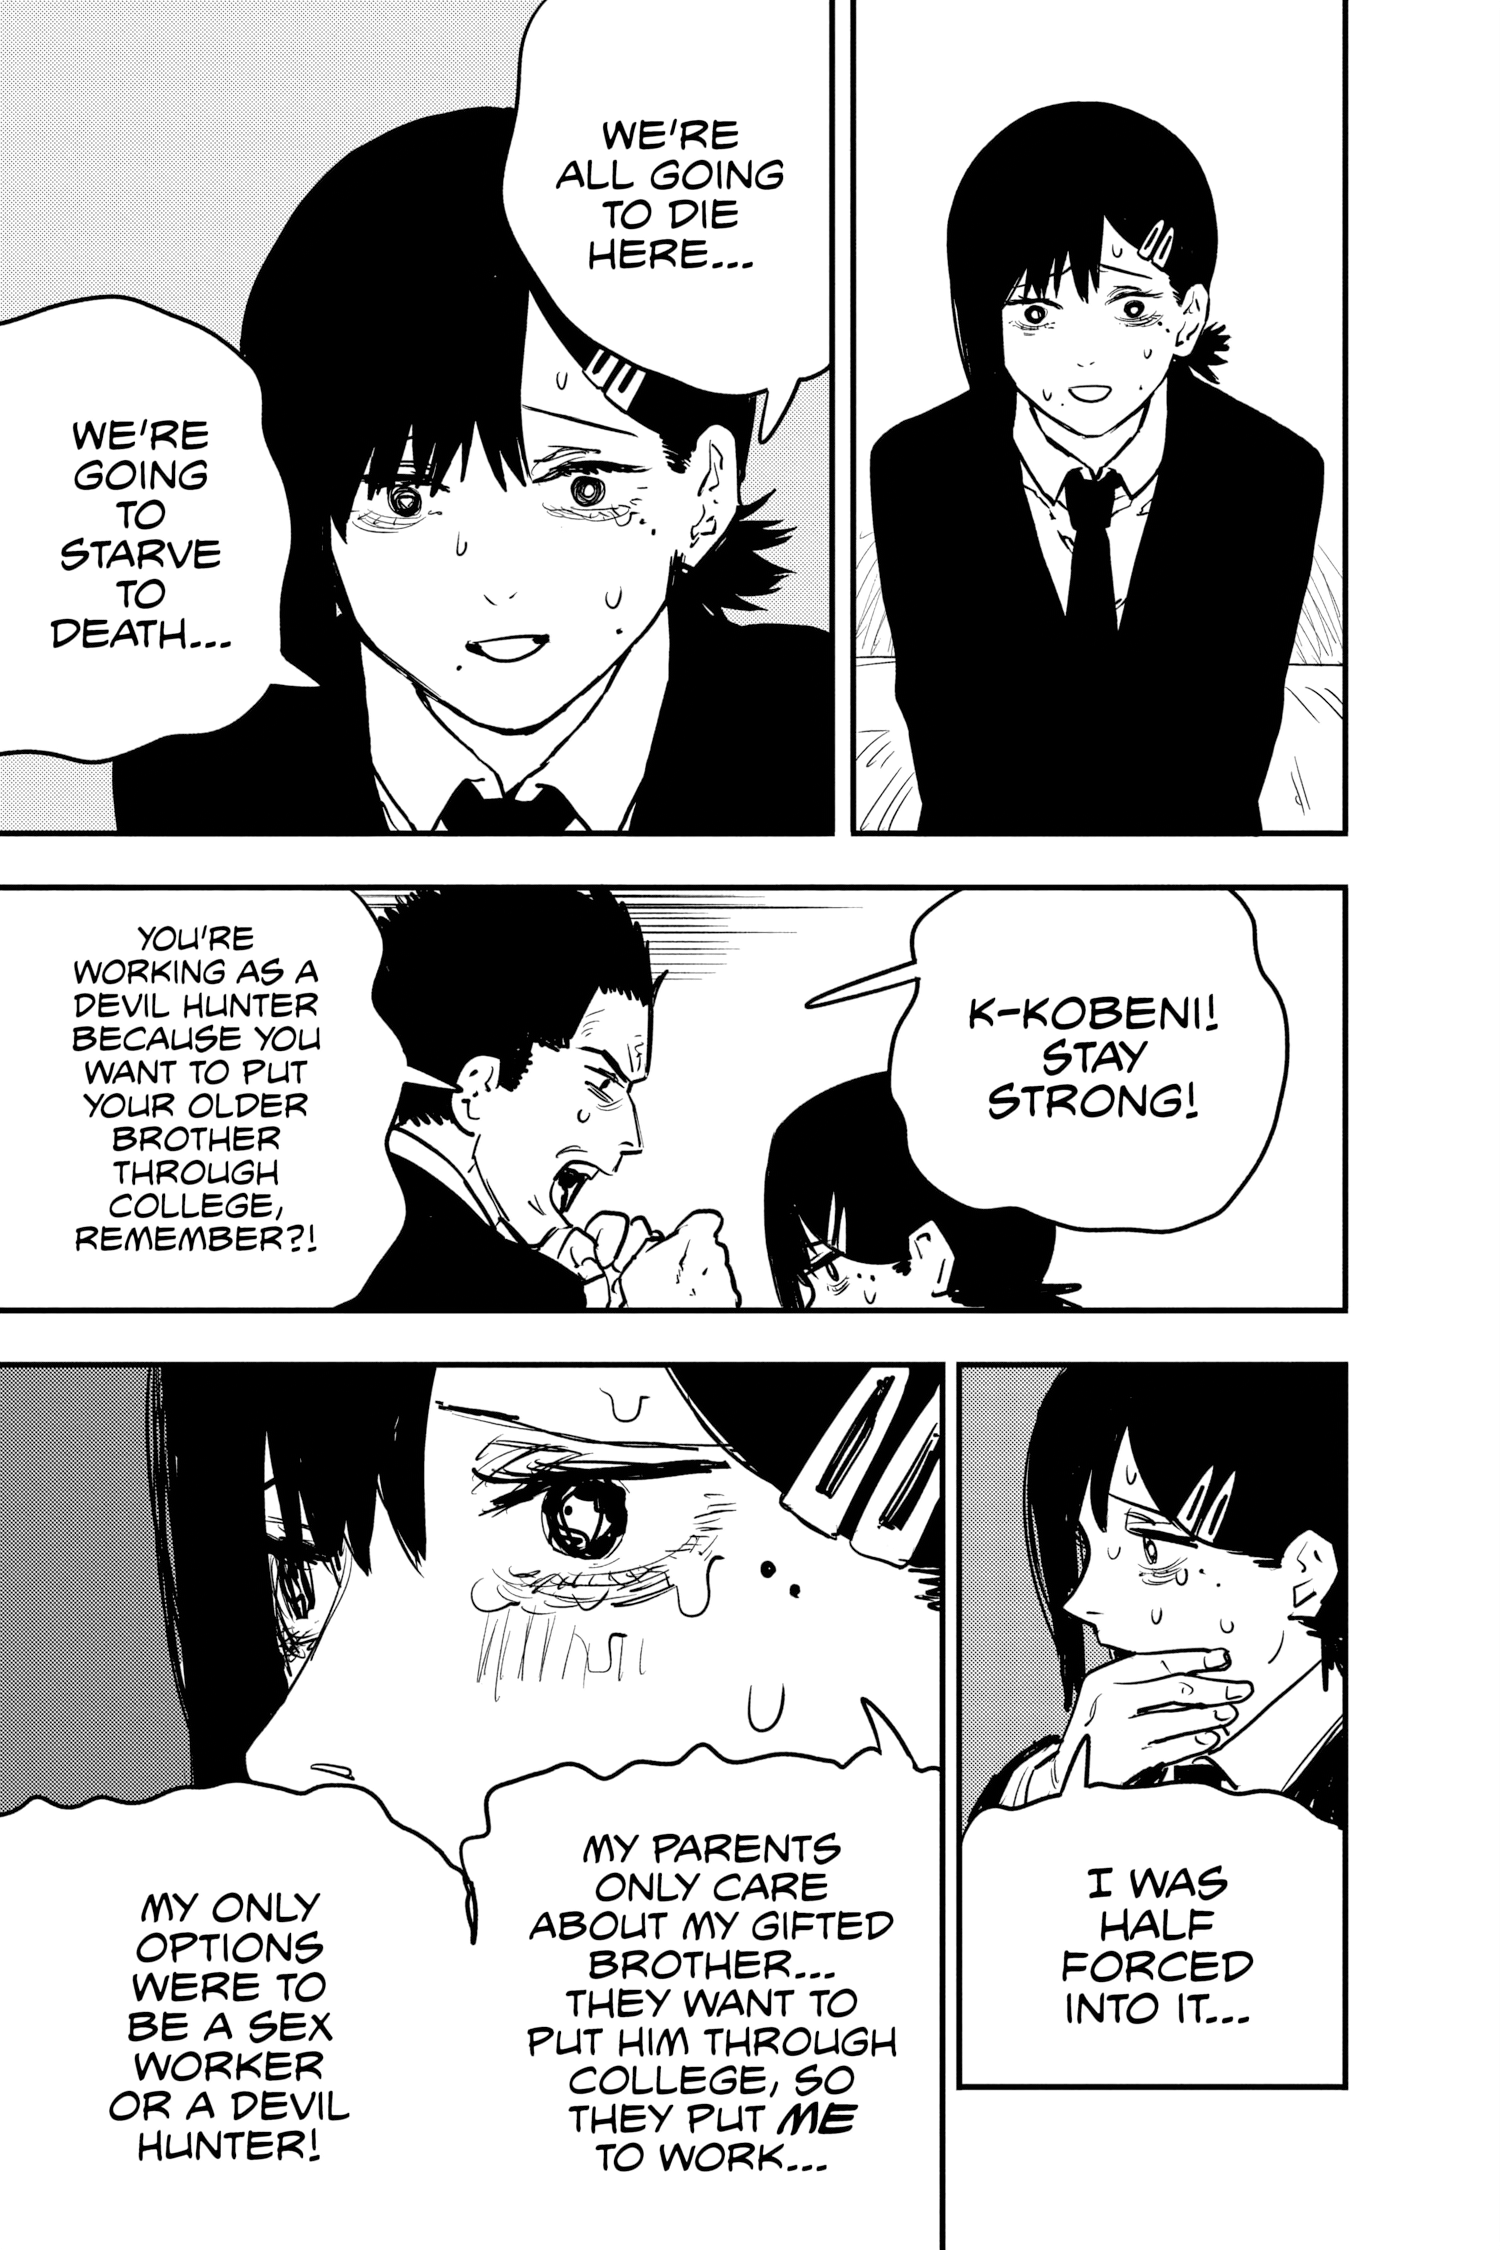 WE'RE
ALL GOING
TO DIE
HERE...
WE'RE
GOING
TO
STARVE
TO
DEATH...
K-KOBENI!
STAY
STRONG!
YOU'RE
WORKING AS A
DEVIL HUNTER
BECAUSE YOU
WANT TO PUT
YOUR OLDER
BROTHER
THROUGH
COLLEGE,
REMEMBER?!
I WAS
HALF
FORCED
INTO IT...
MY PARENTS
ONLY CARE
ABOUT MY GIFTED
BROTHER...
THEY WANT TO
PUT HIM THROUGH
COLLEGE, SO
THEY PUT ME
TO WORK...
MY ONLY
OPTIONS
WERE TO
BE A SEX
WORKER
OR A DEVIL
HUNTER!